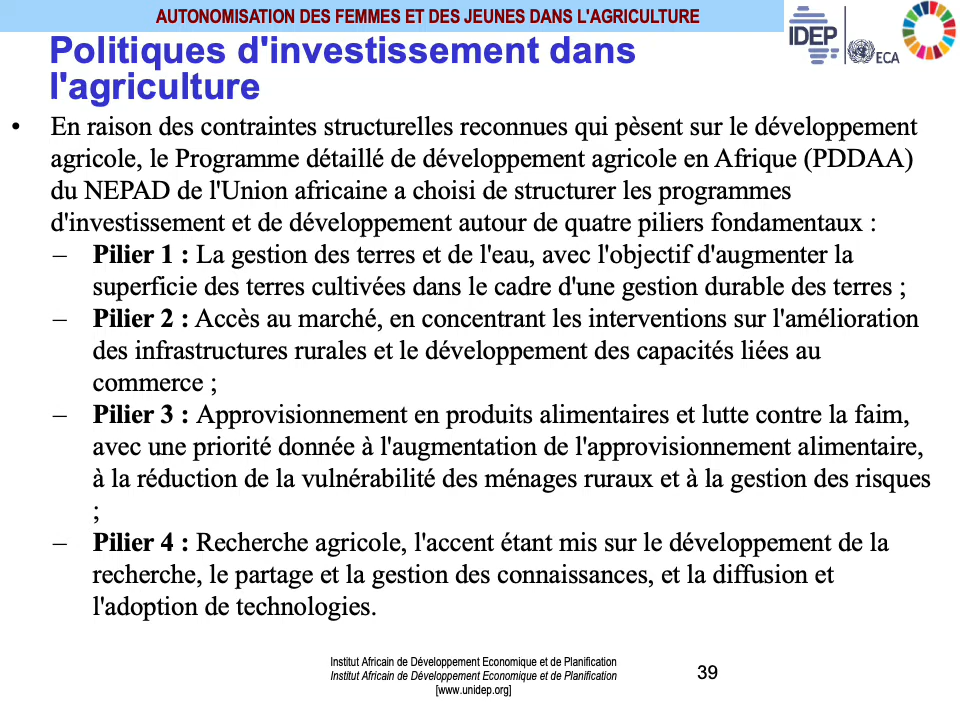 AUTONOMISATION DES FEMMES ET DES JEUNES DANS L'AGRICULTURE
IDEP
ECA
Politiques d'investissement dans
l'agriculture
• En raison des contraintes structurelles reconnues qui pèsent sur le développement
agricole, le Programme détaillé de développement agricole en Afrique (PDDAA)
du NEPAD de l'Union africaine a choisi de structurer les programmes
d'investissement et de développement autour de quatre piliers fondamentaux :
– Pilier 1 : La gestion des terres et de l'eau, avec l'objectif d'augmenter la
superficie des terres cultivées dans le cadre d'une gestion durable des terres ;
– Pilier 2 : Accès au marché, en concentrant les interventions sur l'amélioration
des infrastructures rurales et le développement des capacités liées au
commerce ;
– Pilier 3 : Approvisionnement en produits alimentaires et lutte contre la faim,
avec une priorité donnée à l'augmentation de l'approvisionnement alimentaire,
à la réduction de la vulnérabilité des ménages ruraux et à la gestion des risques
;
– Pilier 4 : Recherche agricole, l'accent étant mis sur le développement de la
recherche, le partage et la gestion des connaissances, et la diffusion et
l'adoption de technologies.
Institut Africain de Développement Economique et de Planification
Institut Africain de Développement Economique et de Planification
[www.unidep.org]
39